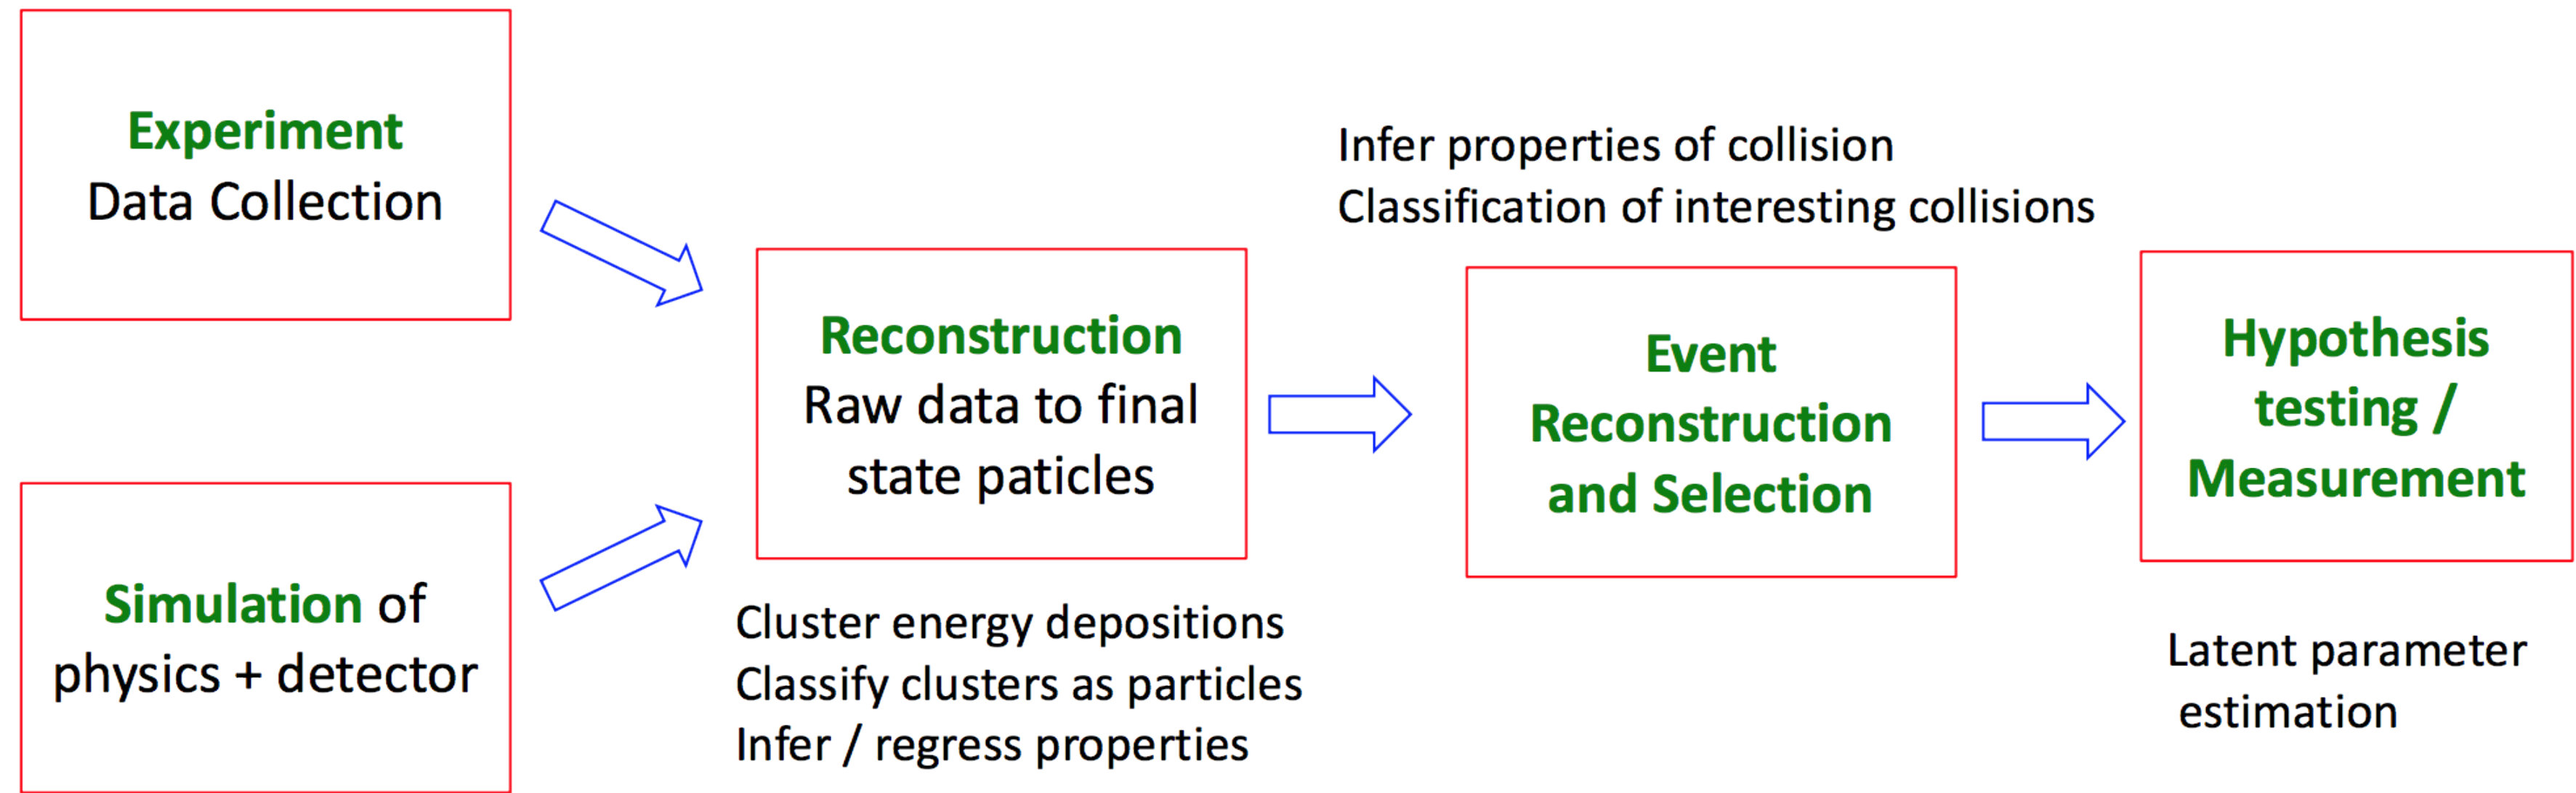 Experiment
Data Collection
Simulation of
physics + detector
Reconstruction
Raw data to final
state paticles
Cluster energy depositions
Classify clusters as particles
Infer / regress properties
Infer properties of collision
Classification of interesting collisions
Event
Reconstruction
and Selection
Hypothesis
testing /
Measurement
Latent parameter
estimation